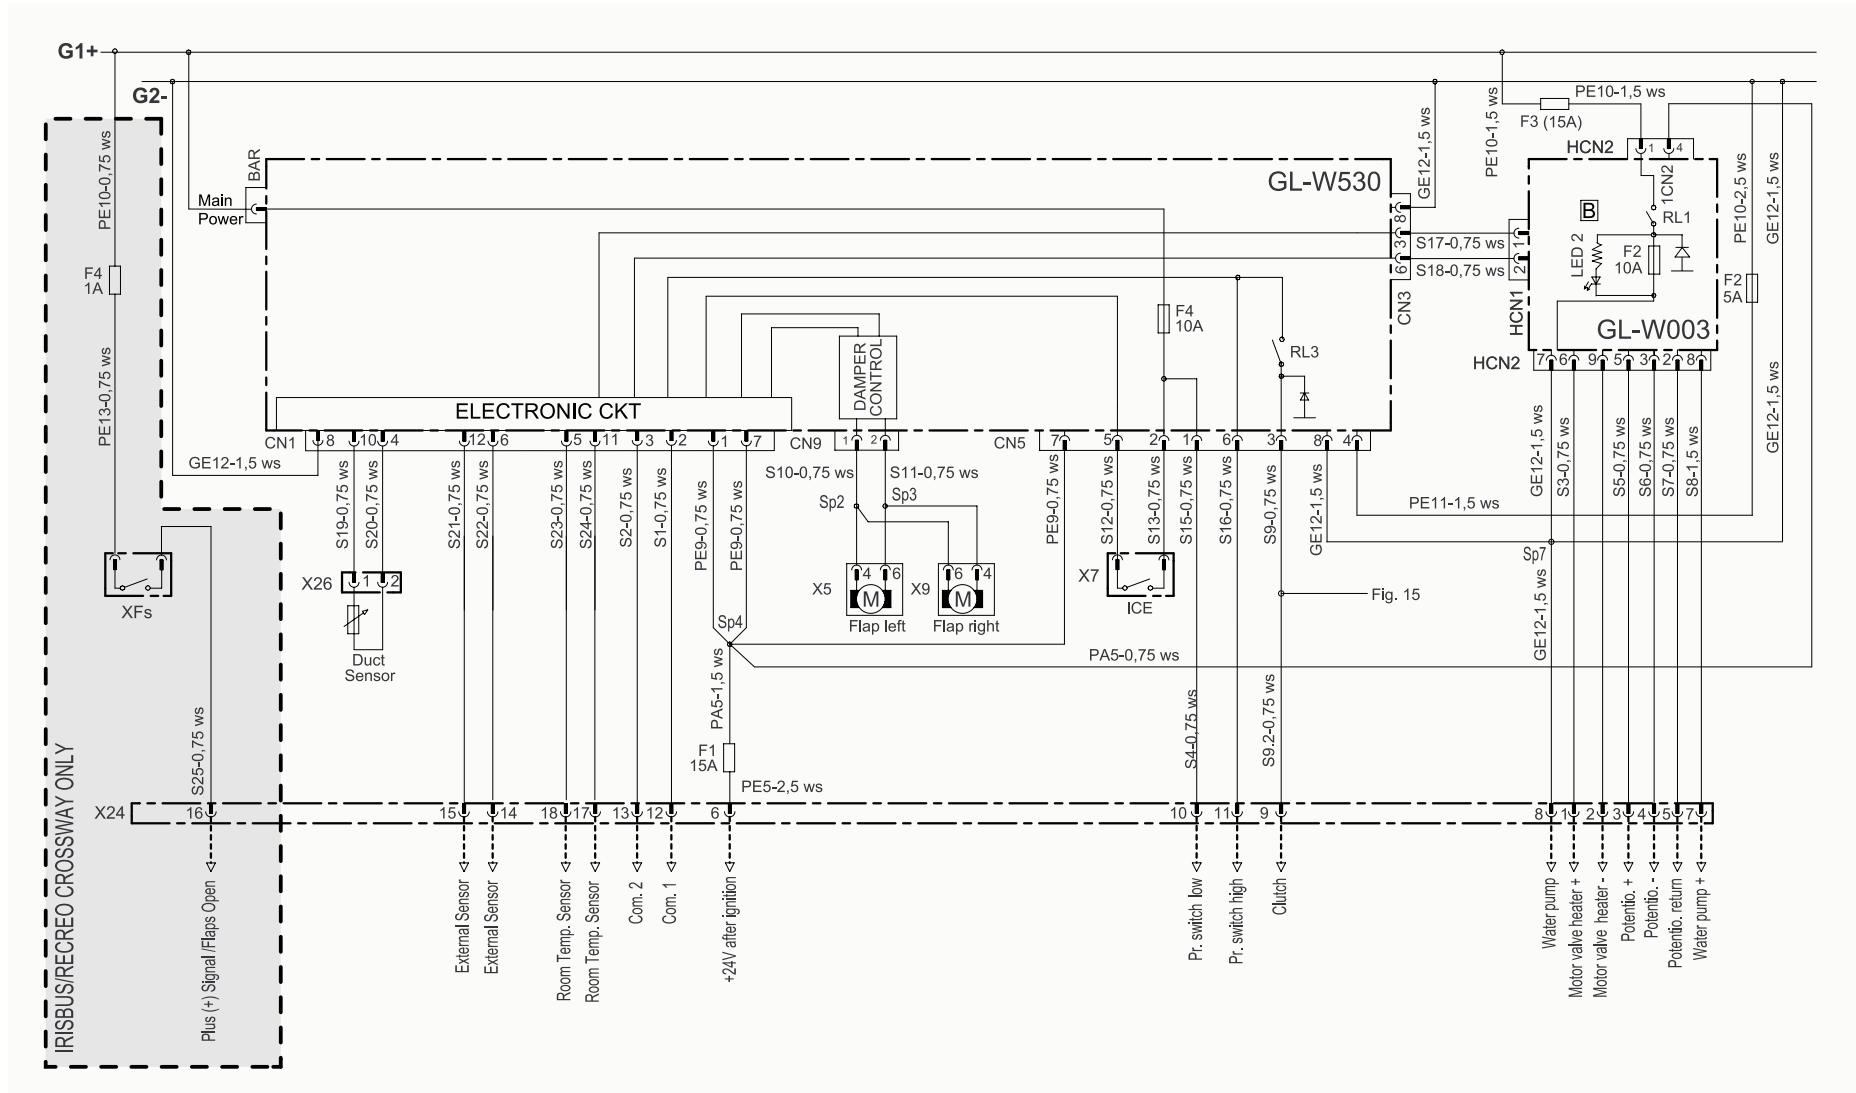 G1+
G2-
PE10-1,5 ws
F3 (15A)
PE10-1,5 ws
GE12-1,5 ws
PE10-2,5 ws
GE12-1,5 ws
PE10-0,75 ws
BAR
Main
Power
GL-W530
HCN2
1
4
1CN2
B
RL1
LED 2
F2
10A
F2
5A
8
3
6
CN3
S17-0,75 ws
S18-0,75 ws
1
2
HCN1
GL-W003
F4
1A
F4
10A
RL3
DAMPER
CONTROL
PE13-0,75 ws
ELECTRONIC CKT
HCN2
7
6
9
5
3
2
8
GE12-1,5 ws
CN1
8
10
4
12
6
5
11
3
2
1
7
CN9
1
2
CN5
7
5
2
1
6
3
8
4
GE12-1,5 ws
S19-0,75 ws
S20-0,75 ws
S21-0,75 ws
S22-0,75 ws
S23-0,75 ws
S24-0,75 ws
S2-0,75 ws
S1-0,75 ws
PE9-0,75 ws
PE9-0,75 ws
S10-0,75 ws
S11-0,75 ws
Sp2
Sp3
PE9-0,75 ws
S12-0,75 ws
S13-0,75 ws
S15-0,75 ws
S16-0,75 ws
S9-0,75 ws
GE12-1,5 ws
PE11-1,5 ws
GE12-1,5 ws
S3-0,75 ws
S5-0,75 ws
S6-0,75 ws
S7-0,75 ws
S8-1,5 ws
Sp7
XFs
X26
1
2
Duct
Sensor
X5
4
6
M
Flap left
X9
6
4
M
Flap right
X7
ICE
Fig. 15
GE12-1,5 ws
Sp4
PA5-0,75 ws
PA5-1,5 ws
S25-0,75 ws
S4-0,75 ws
S9.2-0,75 ws
F1
15A
PE5-2,5 ws
X24
16
15
14
18
17
13
12
6
10
11
9
8
1
2
3
4
5
7
IRISBUS/RECREO CROSSWAY ONLY
Plus (+) Signal /Flaps Open
External Sensor
External Sensor
Room Temp. Sensor
Room Temp. Sensor
Com. 2
Com. 1
+24V after ignition
Pr. switch low
Pr. switch high
Clutch
Water pump
Motor valve heater +
Motor valve heater -
Potentio. +
Potentio. -
Potentio. return
Water pump +